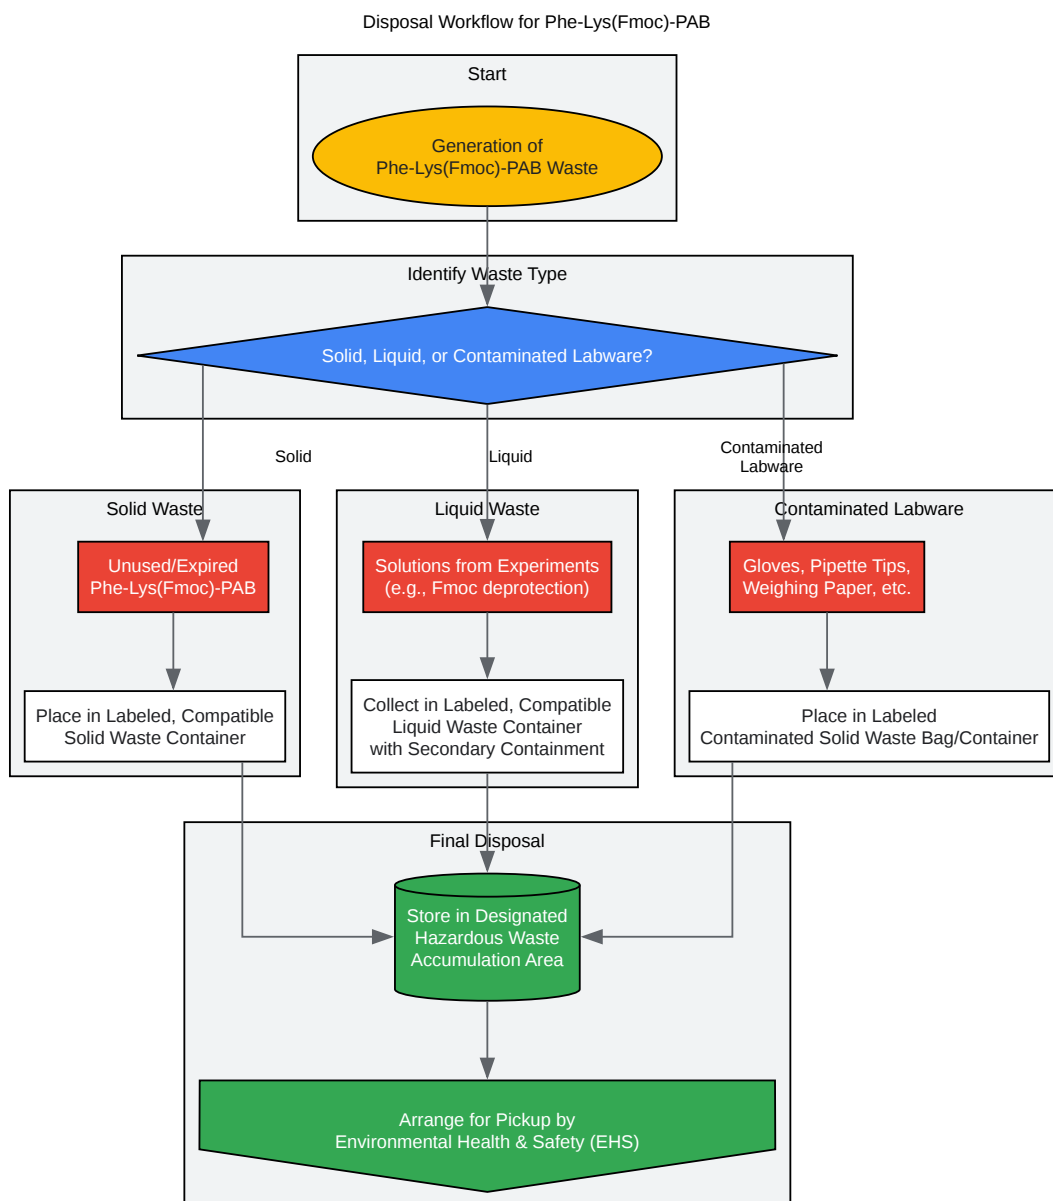 Disposal Workflow for Phe-Lys(Fmoc)-PAB
Start
Generation of
Phe-Lys(Fmoc)-PAB Waste
Identify Waste Type
Solid, Liquid, or Contaminated Labware?
Solid
Liquid
Contaminated
Labware
Solid Waste
Unused/Expired
Phe-Lys(Fmoc)-PAB
Place in Labeled, Compatible
Solid Waste Container
Liquid Waste
Solutions from Experiments
(e.g., Fmoc deprotection)
Collect in Labeled, Compatible
Liquid Waste Container
with Secondary Containment
Contaminated Labware
Gloves, Pipette Tips,
Weighing Paper, etc.
Place in Labeled
Contaminated Solid Waste Bag/Container
Final Disposal
Store in Designated
Hazardous Waste
Accumulation Area
Arrange for Pickup by
Environmental Health & Safety (EHS)